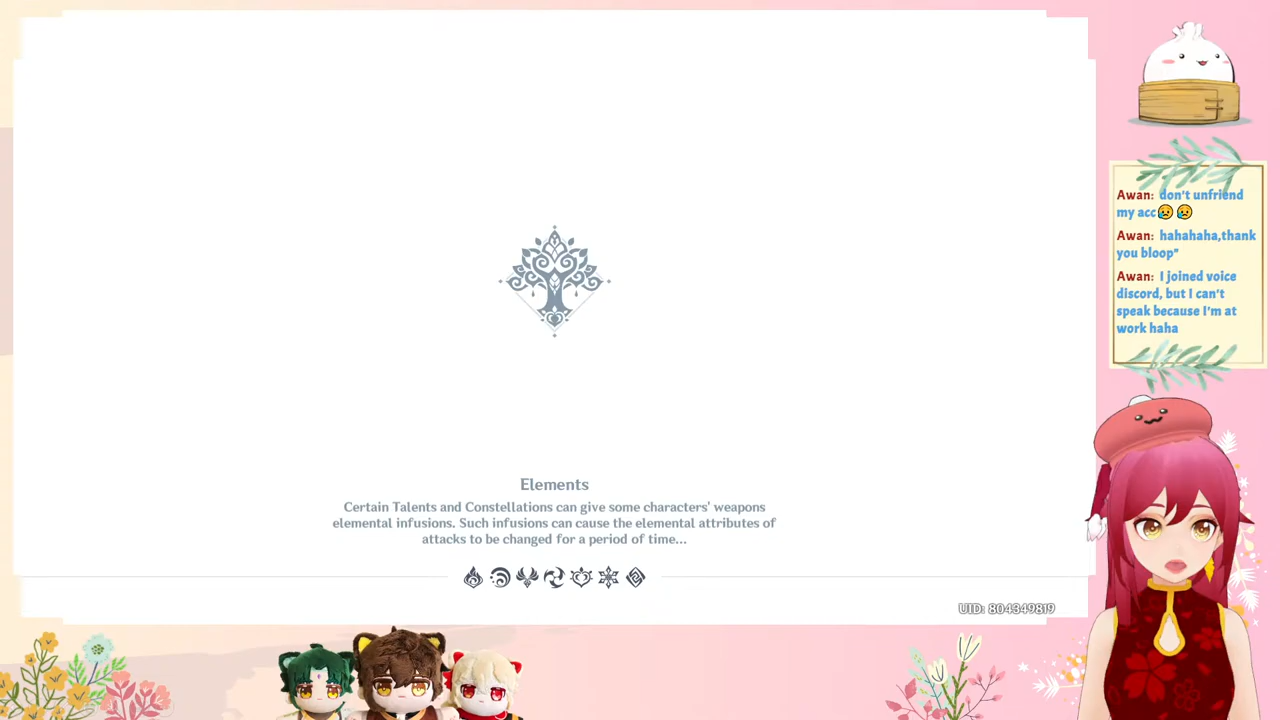 Elements
Certain Talents and Constellations can give some characters' weapons
elemental infusions. Such infusions can cause the elemental attributes of
attacks to be changed for a period of time...
UID: 804349819
Awan: don't unfriend
my acc😥 😥
Awan: hahahaha,thank
you bloop"
Awan: I joined voice
discord, but I can't
speak because I'm at
work haha